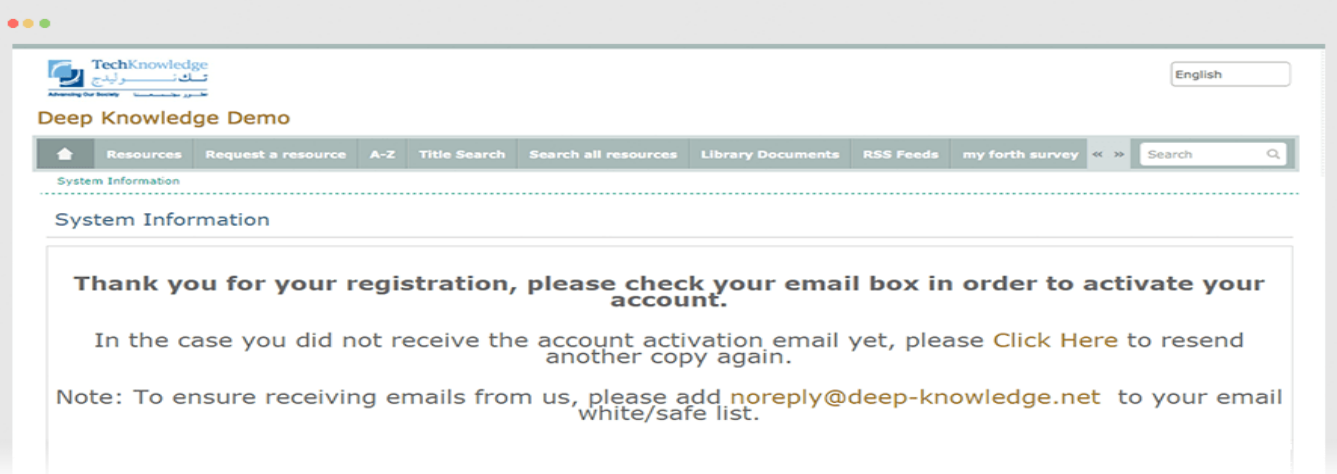 TechKnowledge
تـك نـــــولـيدج
Advancing Our Society
English
Deep Knowledge Demo
Resources Request a resource A-Z Title Search Search all resources Library Documents RSS Feeds my forth survey « » Search
System Information
System Information
Thank you for your registration, please check your email box in order to activate your
account.
In the case you did not receive the account activation email yet, please Click Here to resend
another copy again.
Note: To ensure receiving emails from us, please add noreply@deep-knowledge.net to your email
white/safe list.